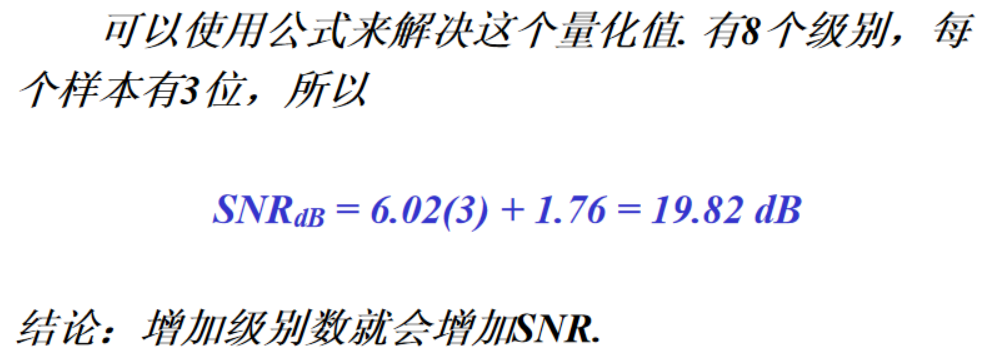 可以使用公式来解决这个量化值. 有8个级别，每
个样本有3位，所以
SNRdB = 6.02(3) + 1.76 = 19.82 dB
结论：增加级别数就会增加SNR.